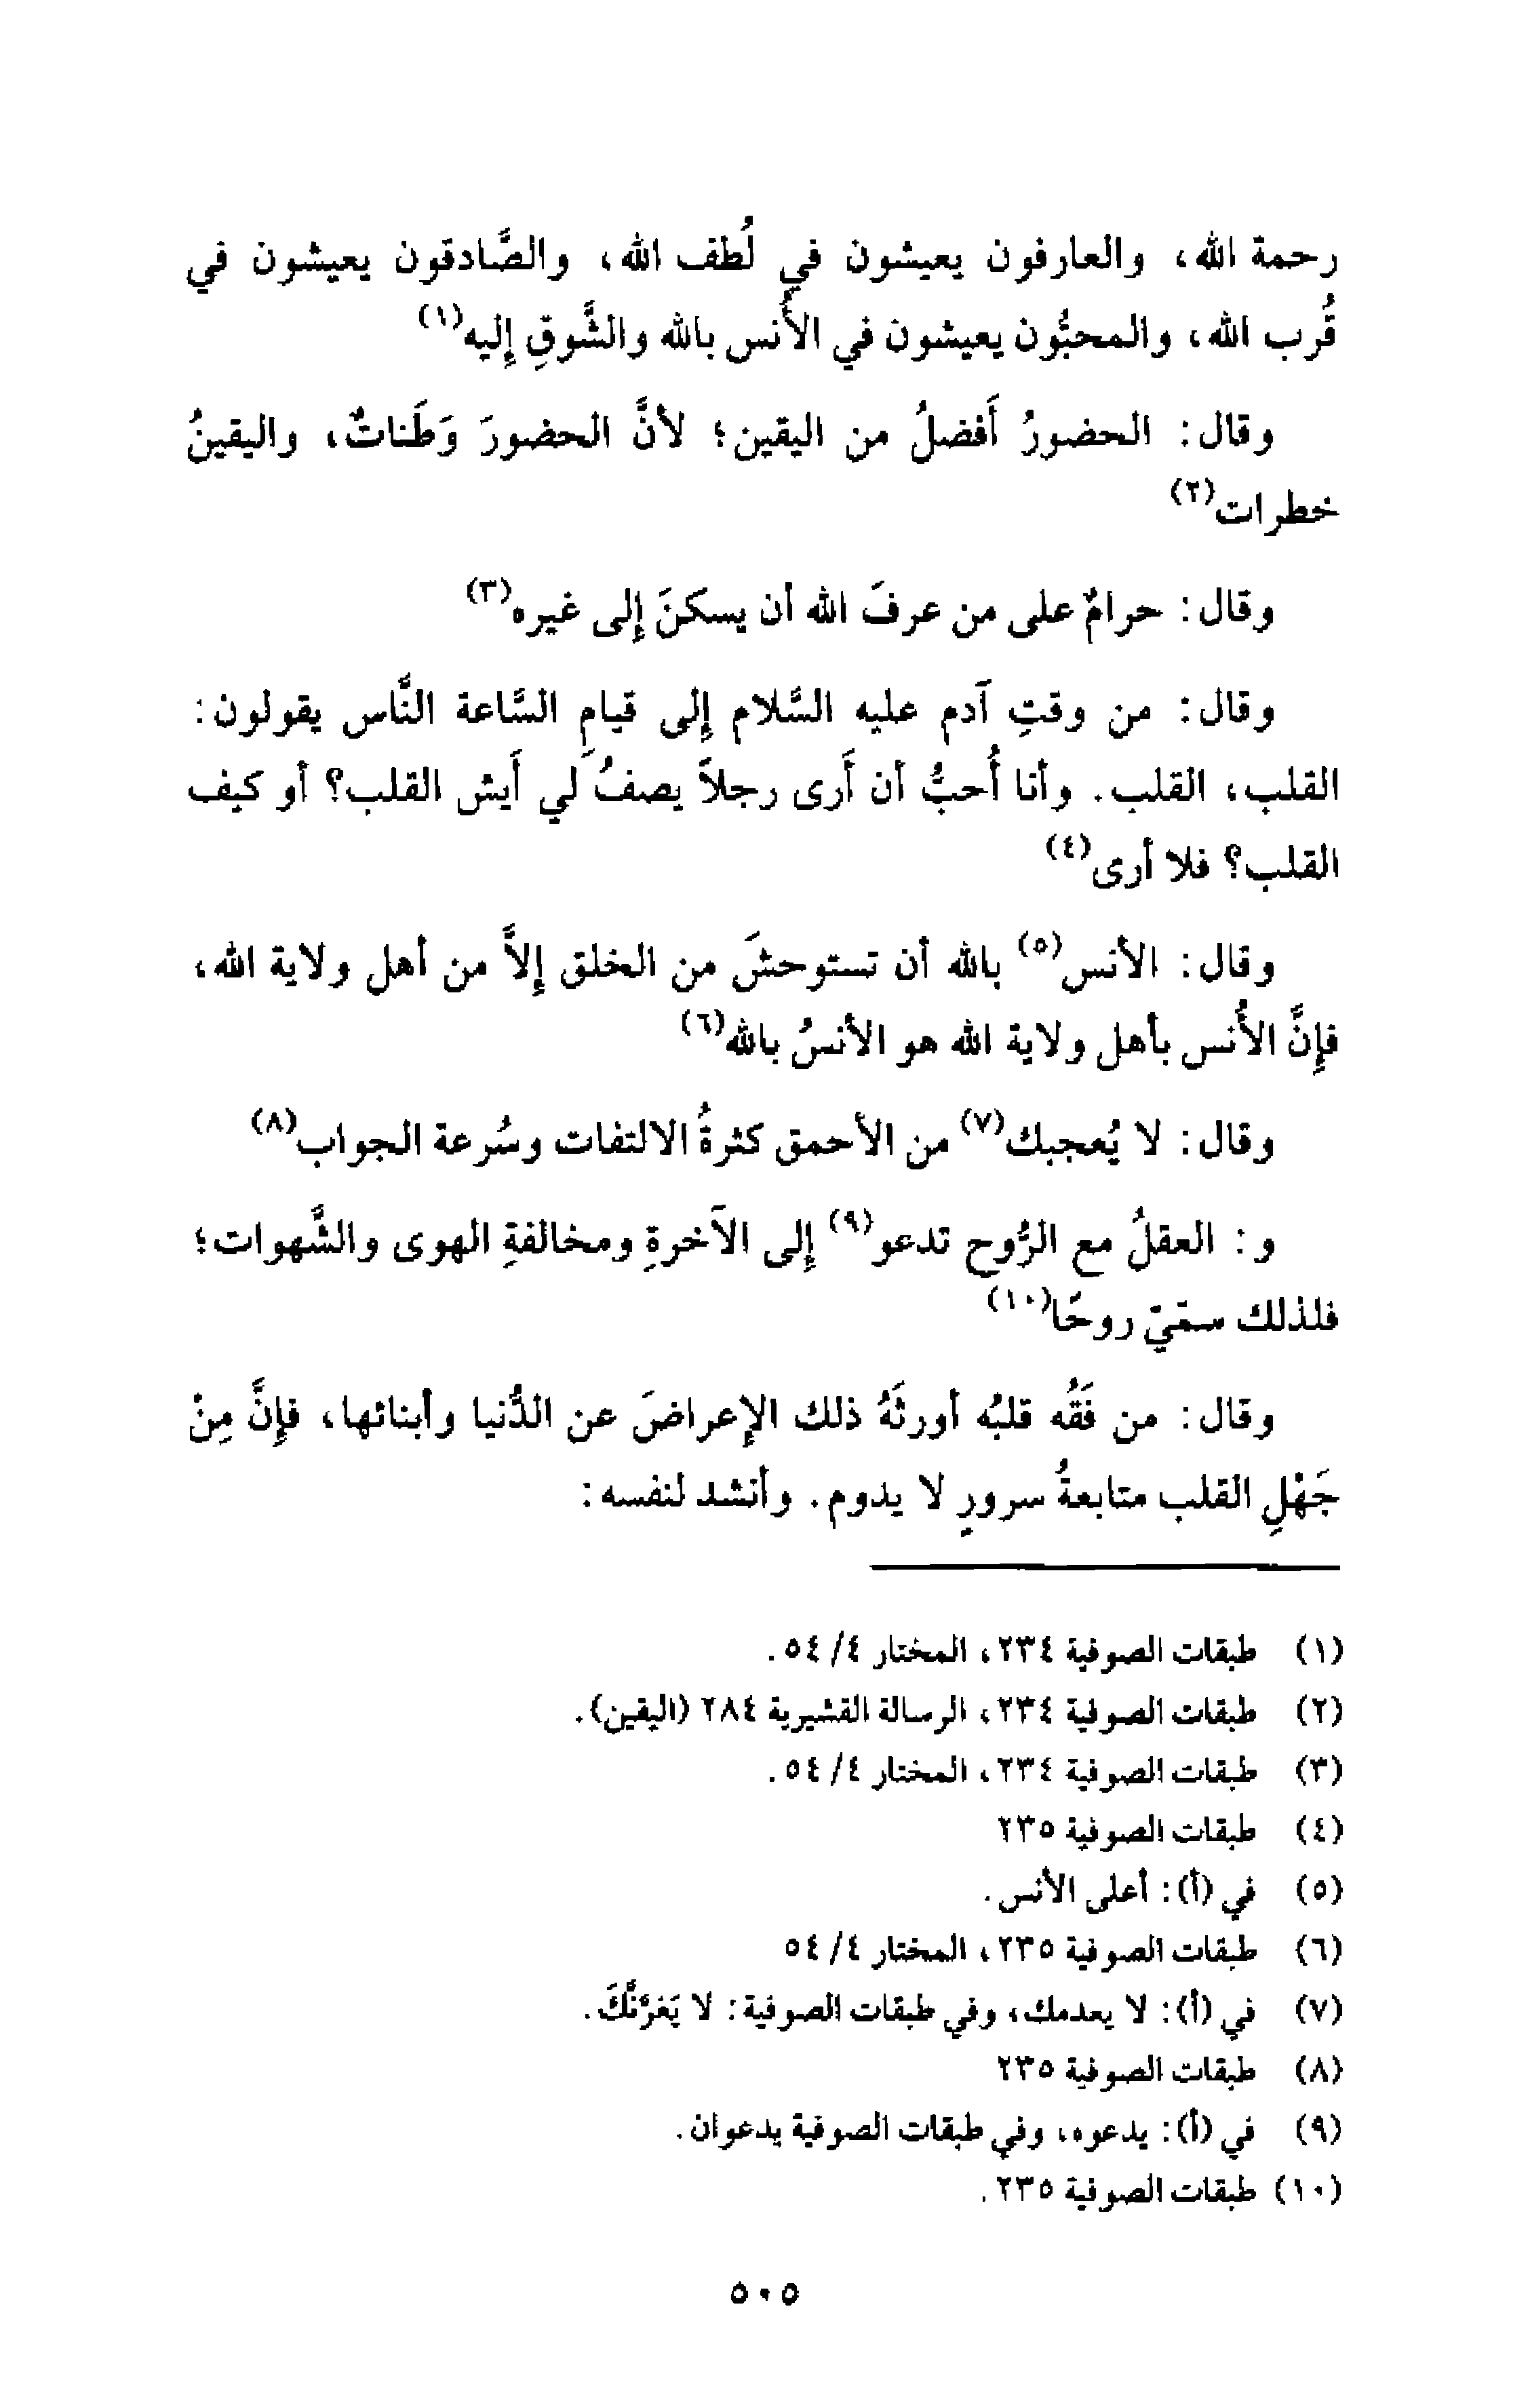 رحمة الله، والعارفون يعيشون في لُطف الله، والصَّادقون يعيشون في
قُرب الله، والمحبُّون يعيشون في الأُنس بالله والشَّوقِ إليه(١)
وقال: الحضورُ أَفضلُ من اليقين؛ لأنَّ الحضورَ وَطَناتٌ، واليقينُ
خطرات(٢)
وقال: حرامٌ على من عرفَ الله أن يسكنَ إلى غيره(٣)
وقال: من وقتِ آدم عليه السَّلام إلى قيامِ السَّاعة النَّاس يقولون:
القلب، القلب. وأنا أُحبُّ أن أَرى رجلاً يصفُ لي أَيش القلب؟ أو كيف
القلب؟ فلا أرى(٤)
وقال: الأنس(٥) بالله أن تستوحشَ من الخلق إلاَّ من أهل ولاية الله،
فإنَّ الأُنس بأهل ولاية الله هو الأنسُ بالله(٦)
وقال: لا يُعجبك(٧) من الأحمق كثرةُ الالتفات وسُرعة الجواب(٨)
و: العقلُ مع الرُّوح تدعو(٩) إلى الآخرةِ ومخالفةِ الهوى والشَّهوات؛
فلذلك سمّيّ روحًا(١٠)
وقال: من فَقُه قلبُه أورثَهُ ذلك الإعراضَ عن الدُّنيا وأبنائها، فإنَّ مِنْ
جَهْلِ القلب متابعةُ سرورٍ لا يدوم. وأنشد لنفسه:
(١) طبقات الصوفية ٢٣٤، المختار ٤/ ٥٤.
(٢) طبقات الصوفية ٢٣٤، الرسالة القشيرية ٢٨٤ (اليقين).
(٣) طبقات الصوفية ٢٣٤، المختار ٤/ ٥٤.
(٤) طبقات الصوفية ٢٣٥
(٥) في (أ): أعلى الأنس.
(٦) طبقات الصوفية ٢٣٥، المختار ٤/ ٥٤
(٧) في (أ): لا يعدمك، وفي طبقات الصوفية: لا يَغرَّنَّكَ.
(٨) طبقات الصوفية ٢٣٥
(٩) في (أ): يدعوه، وفي طبقات الصوفية يدعوان.
(١٠) طبقات الصوفية ٢٣٥.
٥٠٥